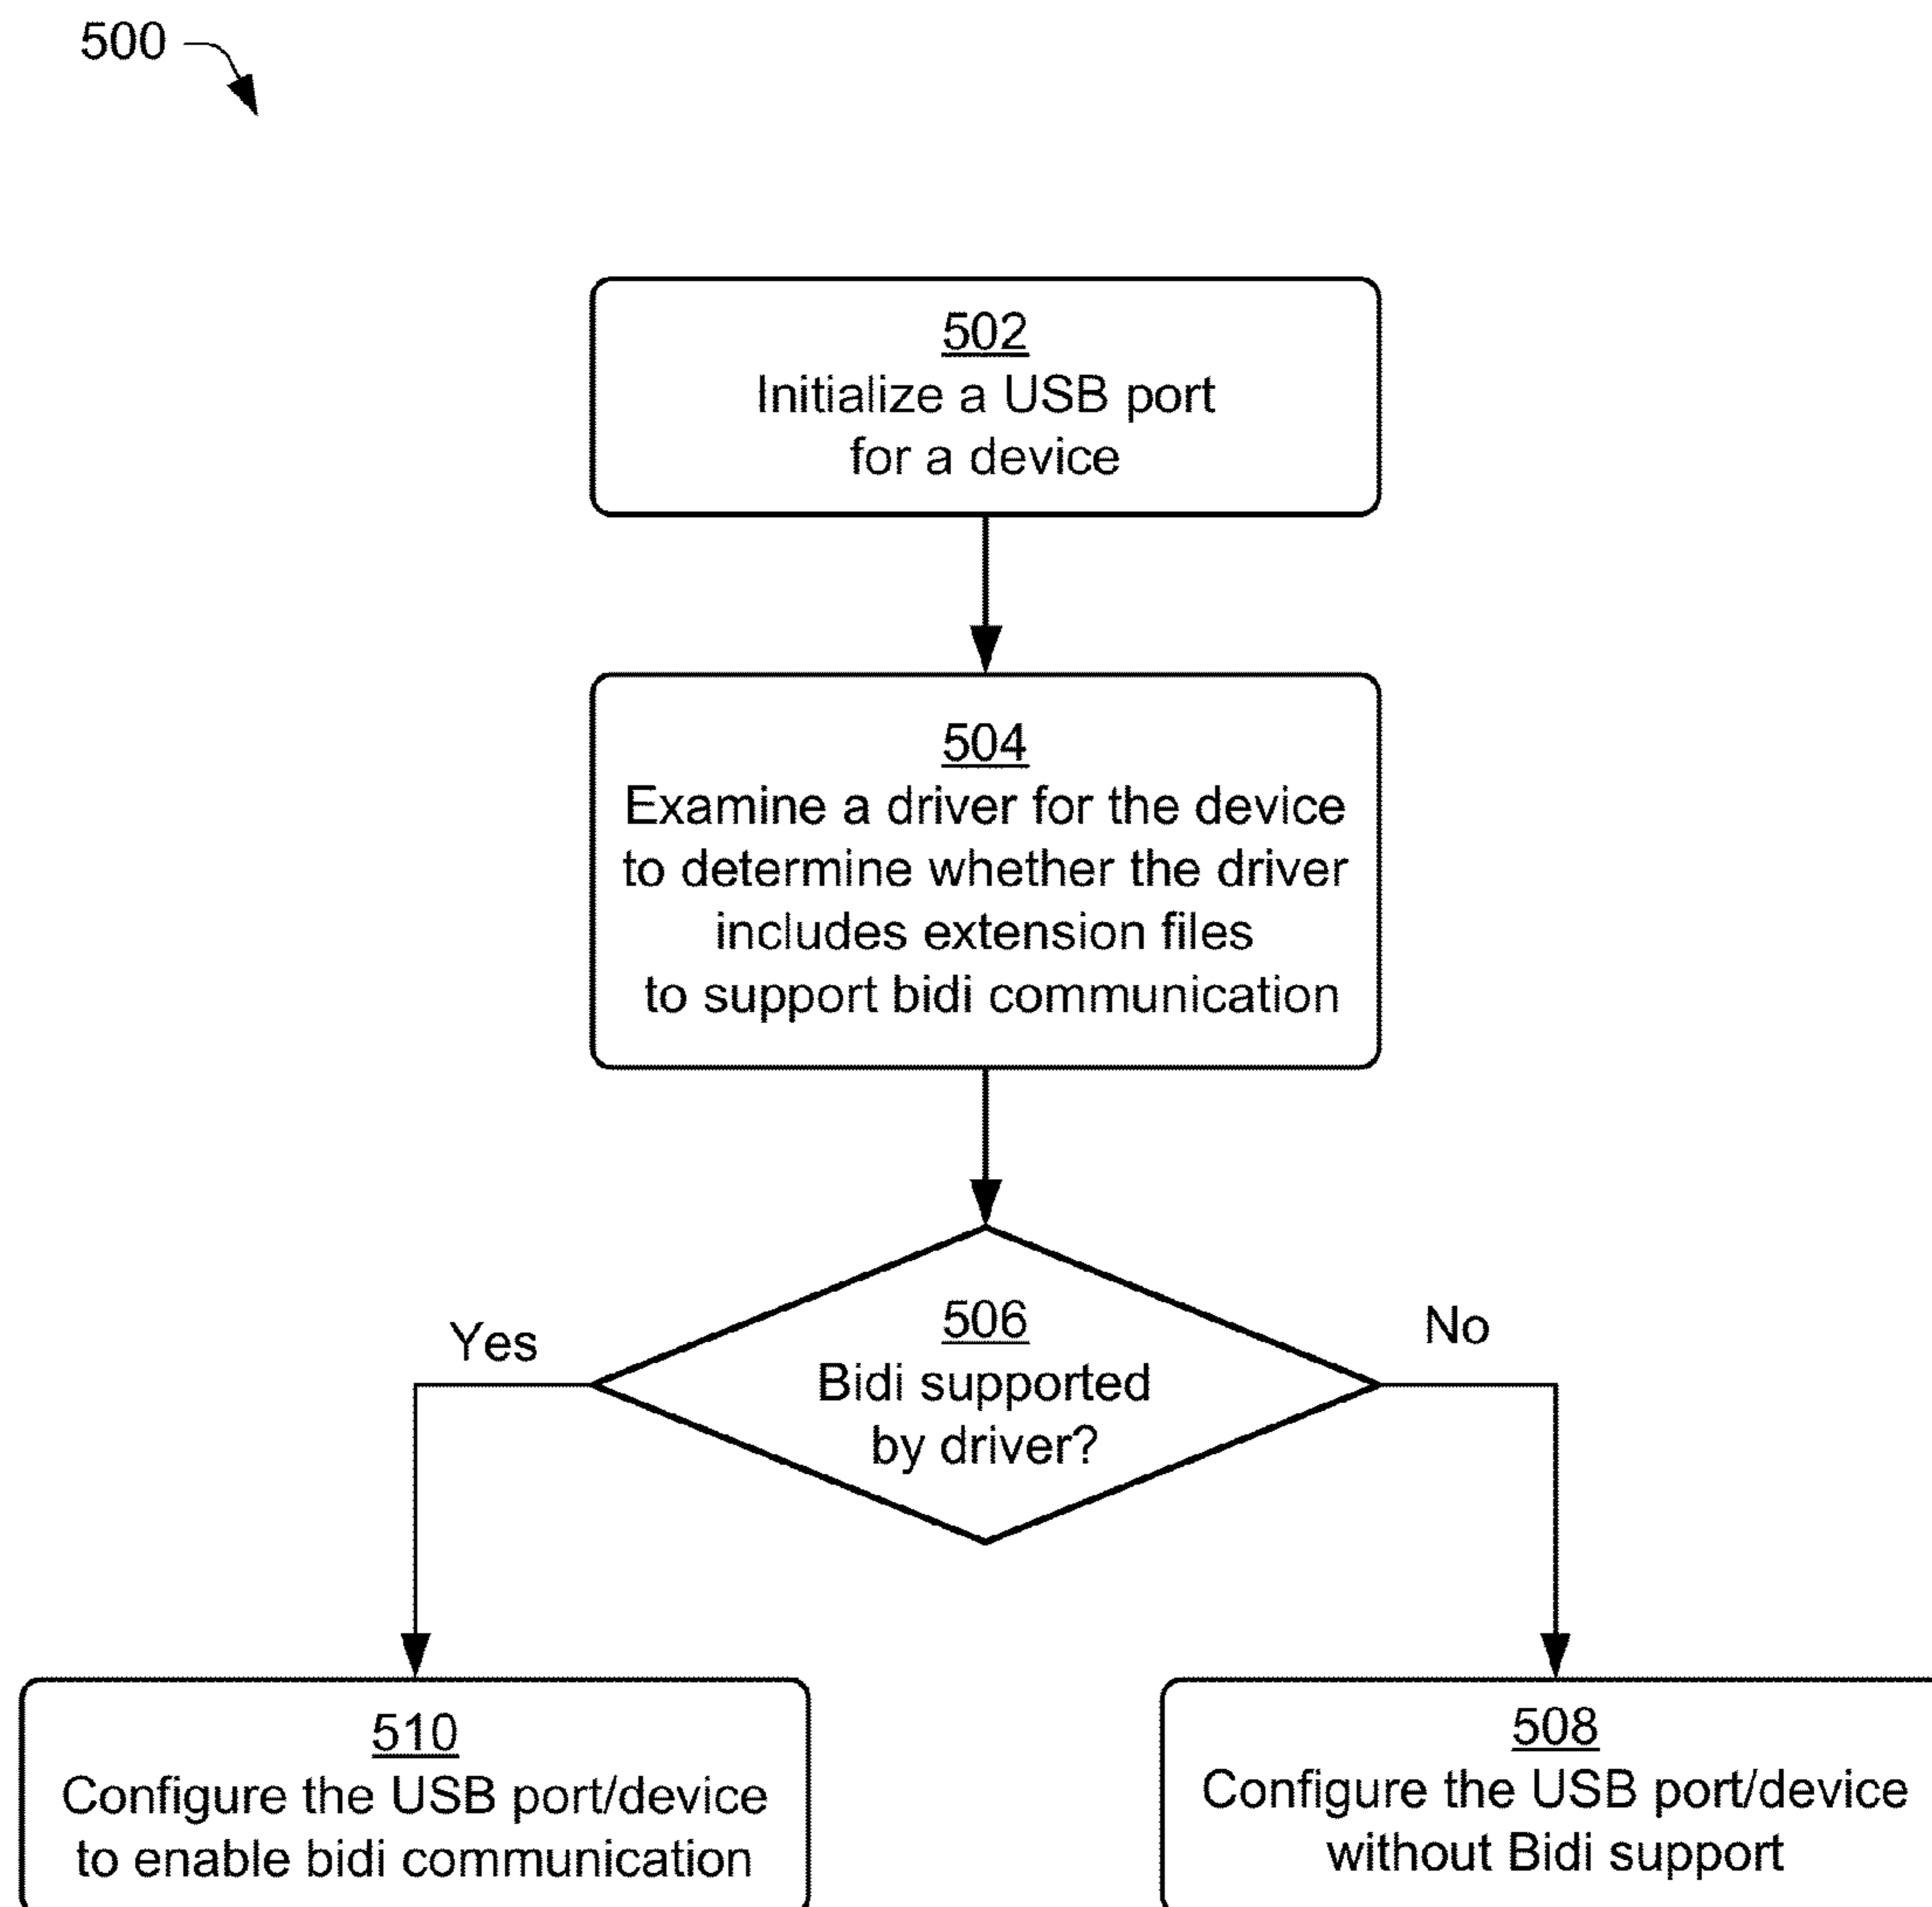 500
502
Initialize a USB port
for a device
504
Examine a driver for the device
to determine whether the driver
includes extension files
to support bidi communication
506
Bidi supported
by driver?
Yes
No
510
Configure the USB port/device
to enable bidi communication
508
Configure the USB port/device
without Bidi support